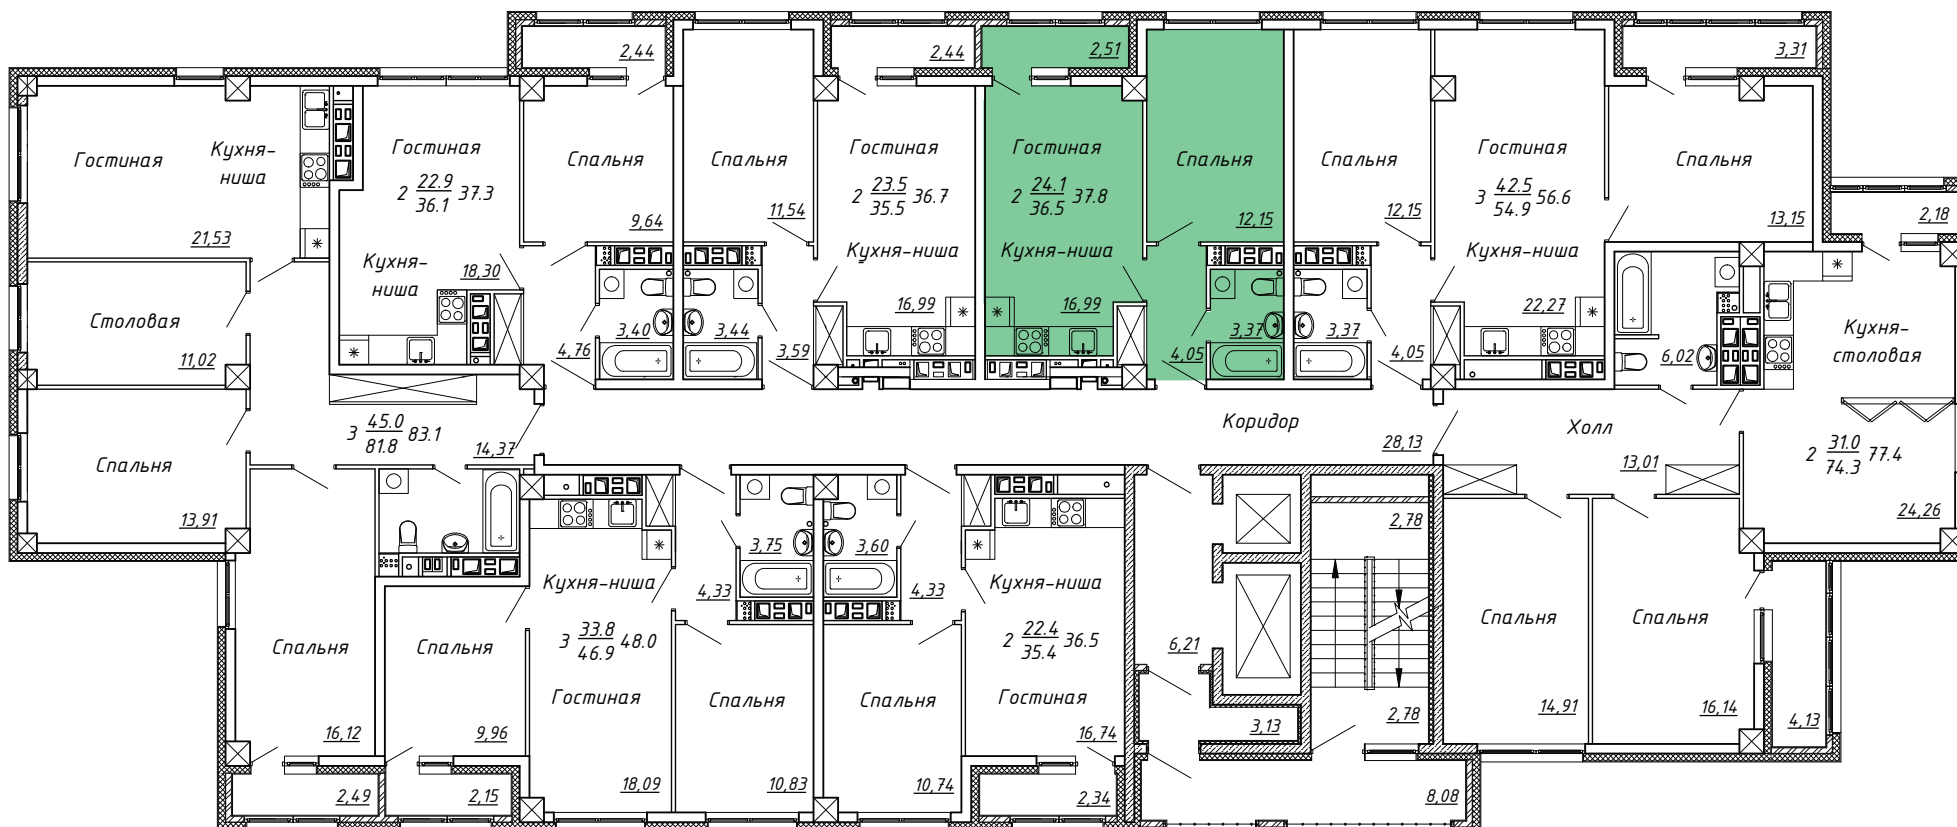 2,44
2,44
2,51
3,31
Гостиная
Кухня-
ниша
21,53
Гостиная
2 22.9 37.3
36.1
Кухня-
ниша
18,30
Спальня
9,64
Спальня
11,54
Гостиная
2 23.5 36.7
35.5
Кухня-ниша
16,99
Гостиная
2 24.1 37.8
36.5
Кухня-ниша
16,99
Спальня
12,15
Спальня
12,15
Гостиная
3 42.5 56.6
54.9
Кухня-ниша
22,27
Спальня
13,15
2,18
Столовая
11,02
4,76
3,40
3,44
3,59
4,05
3,37
3,37
4,05
6,02
Кухня-
столовая
3 45.0 83.1
81.8
14,37
Коридор
28,13
Холл
13,01
2 31.0 77.4
74.3
24,26
Спальня
13,91
Спальня
16,12
Спальня
9,96
Кухня-ниша
3 33.8 48.0
46.9
Гостиная
18,09
4,33
3,75
3,60
4,33
Спальня
10,83
Спальня
10,74
Кухня-ниша
2 22.4 36.5
35.4
Гостиная
16,74
6,21
3,13
2,78
2,78
Спальня
14,91
Спальня
16,14
4,13
2,49
2,15
2,34
8,08